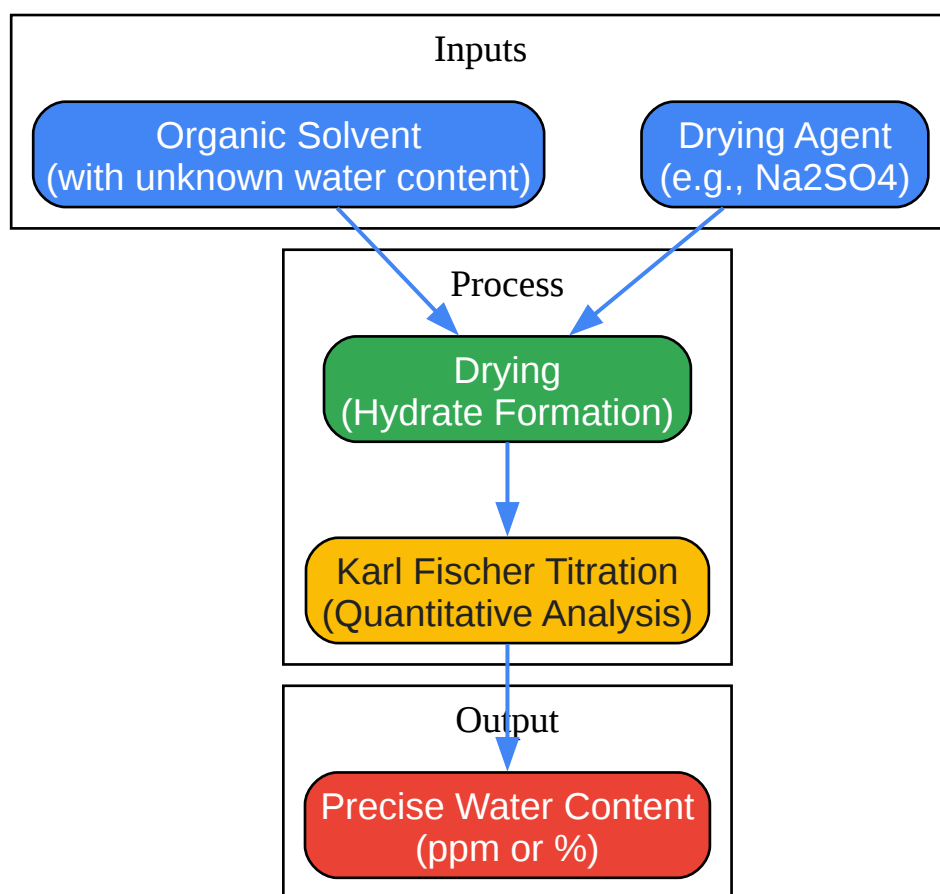 Inputs
Organic Solvent
(with unknown water content)
Drying Agent
(e.g., Na2SO4)
Process
Drying
(Hydrate Formation)
Karl Fischer Titration
(Quantitative Analysis)
Output
Precise Water Content
(ppm or %)